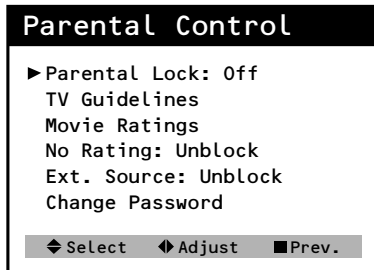 Parental Control
►Parental Lock: Off
TV Guidelines
Movie Ratings
No Rating: Unblock
Ext. Source: Unblock
Change Password
Select Adjust Prev.